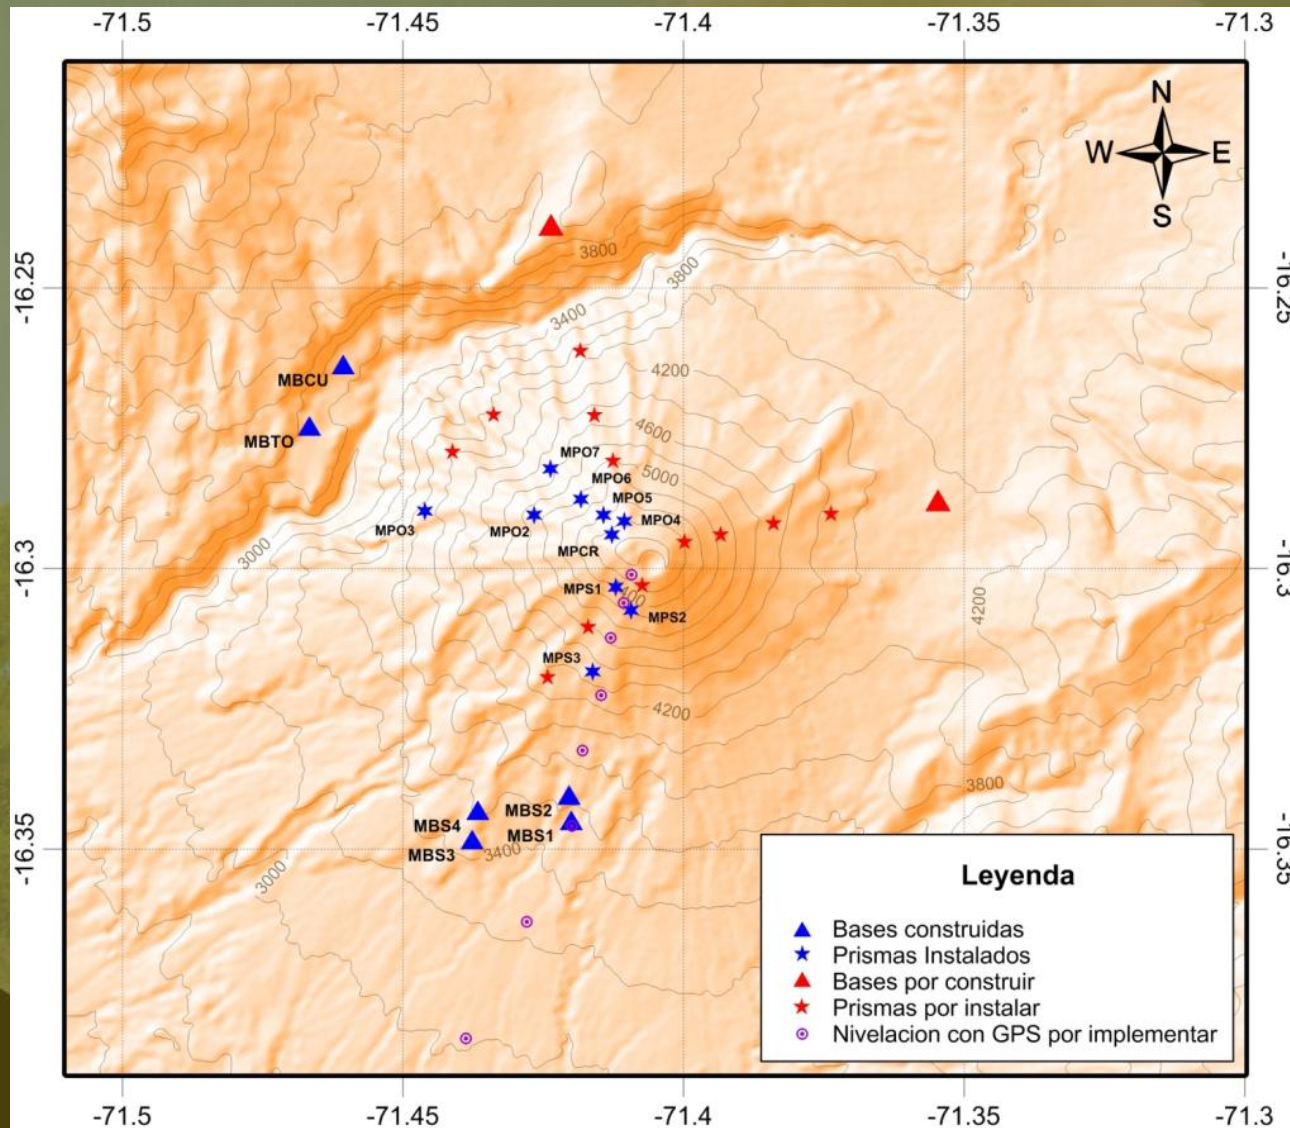 -71.5 -71.45 -71.4 -71.35 -71.3
N
W E
S
3800
-16.25 -16.25
3800
3400
MBCU
4200
MBTO
4600
MPO7
5000
MPO6
MPO5
MPO3 MPO2 MPO4
3000
MPCR
-16.3 -16.3
MPS1
400
4200
MPS2
MPS3
4200
3800
MBS2
MBS4
MBS1
MBS3
3400
-16.35 -16.35
3000
Leyenda
Bases construidas
Prismas Instalados
Bases por construir
Prismas por instalar
Nivelacion con GPS por implementar
-71.5 -71.45 -71.4 -71.35 -71.3